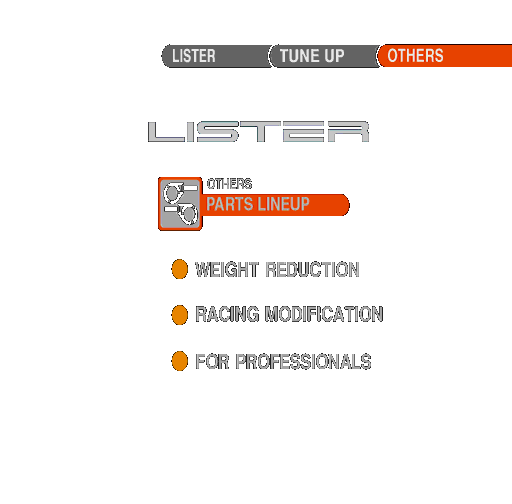 LISTER TUNE UP OTHERS
LISTER
OTHERS
PARTS LINEUP
WEIGHT REDUCTION
RACING MODIFICATION
FOR PROFESSIONALS